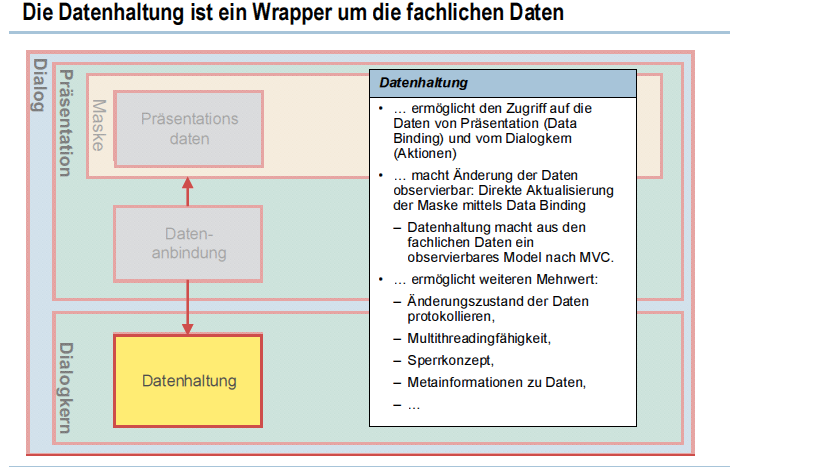 Die Datenhaltung ist ein Wrapper um die fachlichen Daten
Dialog
Präsentation
Maske
Präsentations
daten
Daten-
anbindung
Dialogkern
Datenhaltung
Datenhaltung
• … ermöglicht den Zugriff auf die
Daten von Präsentation (Data
Binding) und vom Dialogkern
(Aktionen)
• … macht Änderung der Daten
observierbar: Direkte Aktualisierung
der Maske mittels Data Binding
– Datenhaltung macht aus den
fachlichen Daten ein
observierbares Model nach MVC.
• … ermöglicht weiteren Mehrwert:
– Änderungszustand der Daten
protokollieren,
– Multithreadingfähigkeit,
– Sperrkonzept,
– Metainformationen zu Daten,
– …